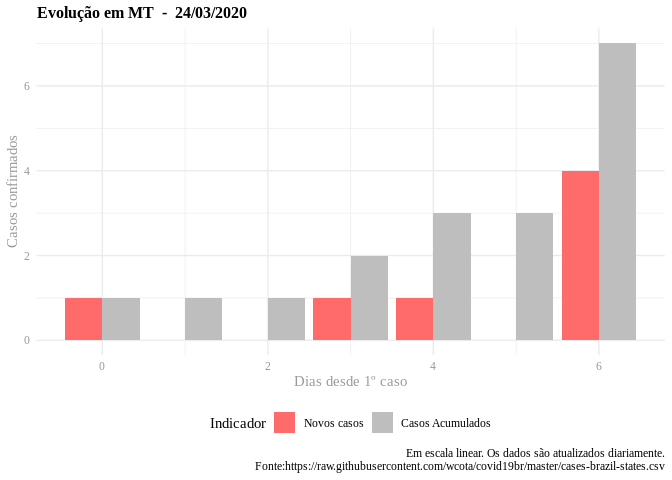 Evolução em MT  -  24/03/2020
Casos confirmados
6
4
2
0
0
2
4
6
Dias desde 1º caso
Indicador
Novos casos
Casos Acumulados
Em escala linear. Os dados são atualizados diariamente.
Fonte:https://raw.githubusercontent.com/wcota/covid19br/master/cases-brazil-states.csv